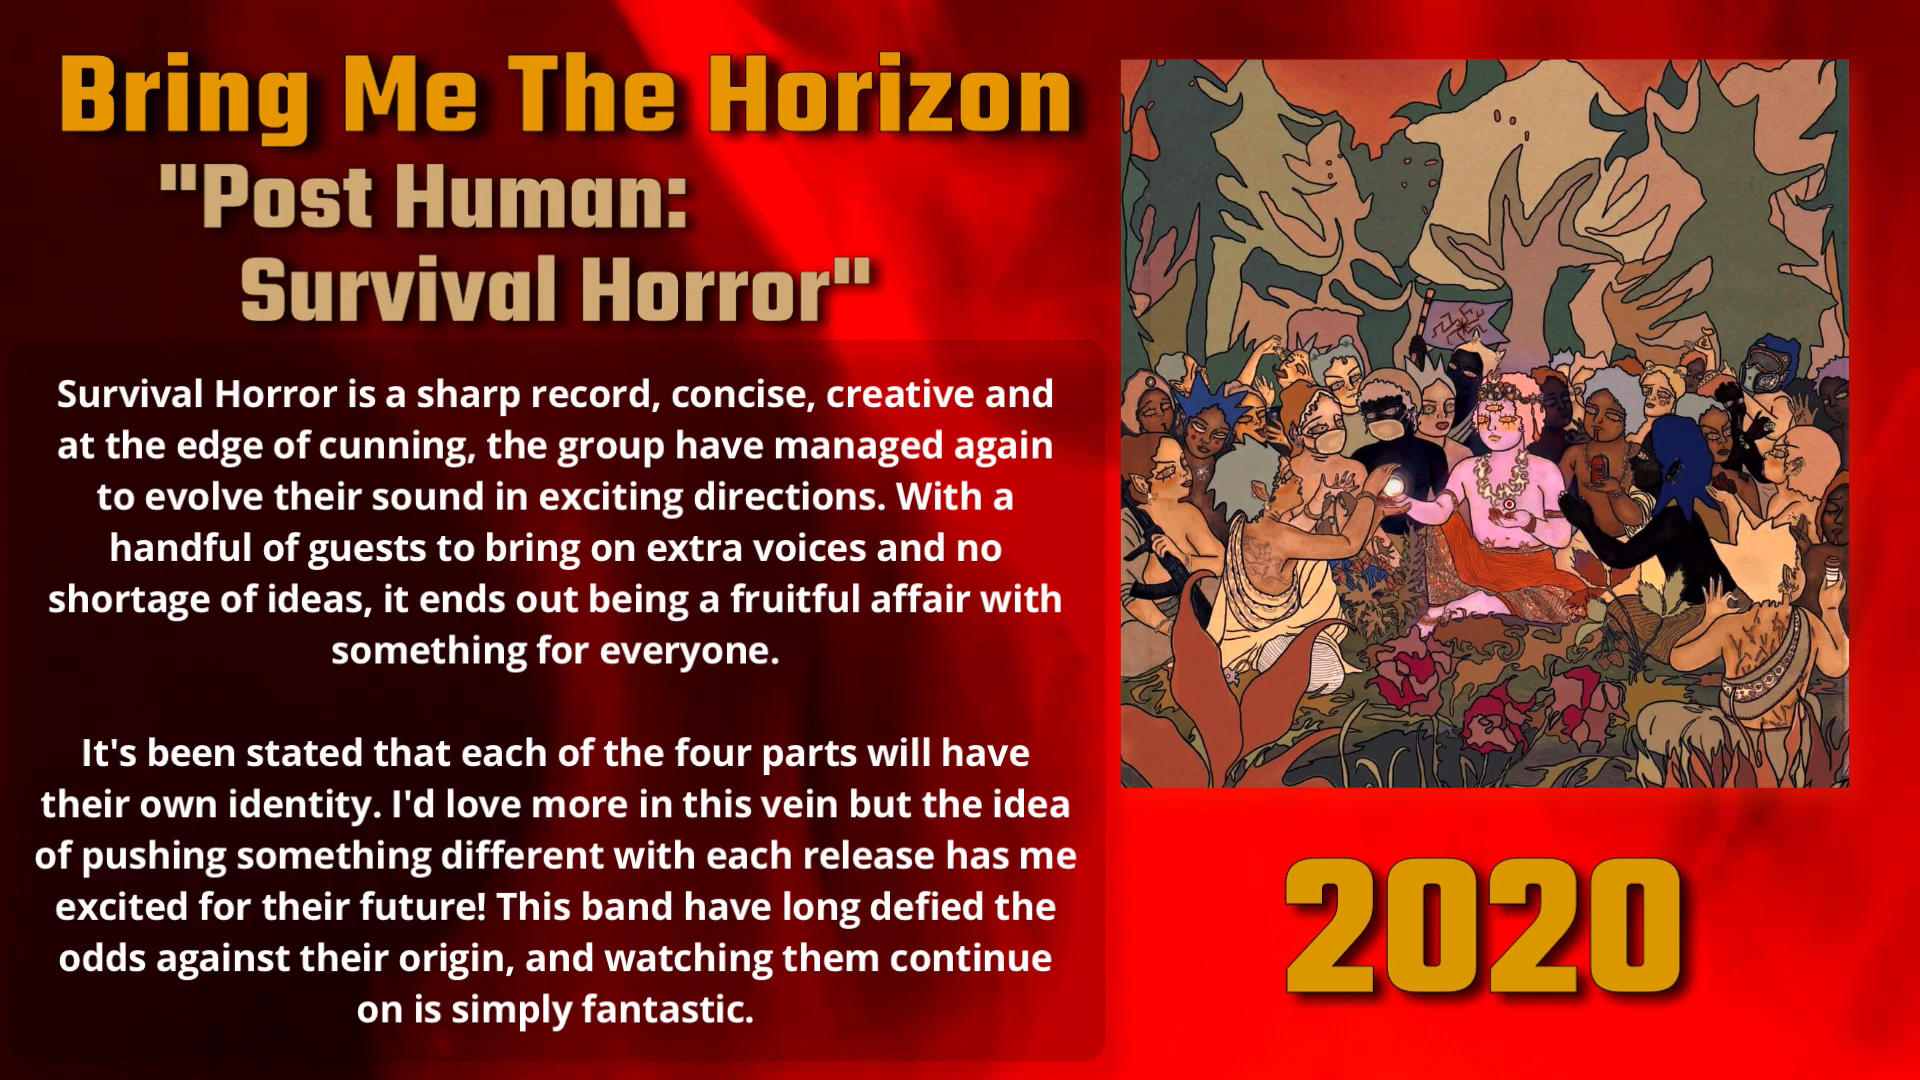 Bring Me The Horizon
"Post Human:
Survival Horror"
Survival Horror is a sharp record, concise, creative and
at the edge of cunning, the group have managed again
to evolve their sound in exciting directions. With a
handful of guests to bring on extra voices and no
shortage of ideas, it ends out being a fruitful affair with
something for everyone.
It's been stated that each of the four parts will have
their own identity. I'd love more in this vein but the idea
of pushing something different with each release has me
excited for their future! This band have long defied the
odds against their origin, and watching them continue
on is simply fantastic.
2020